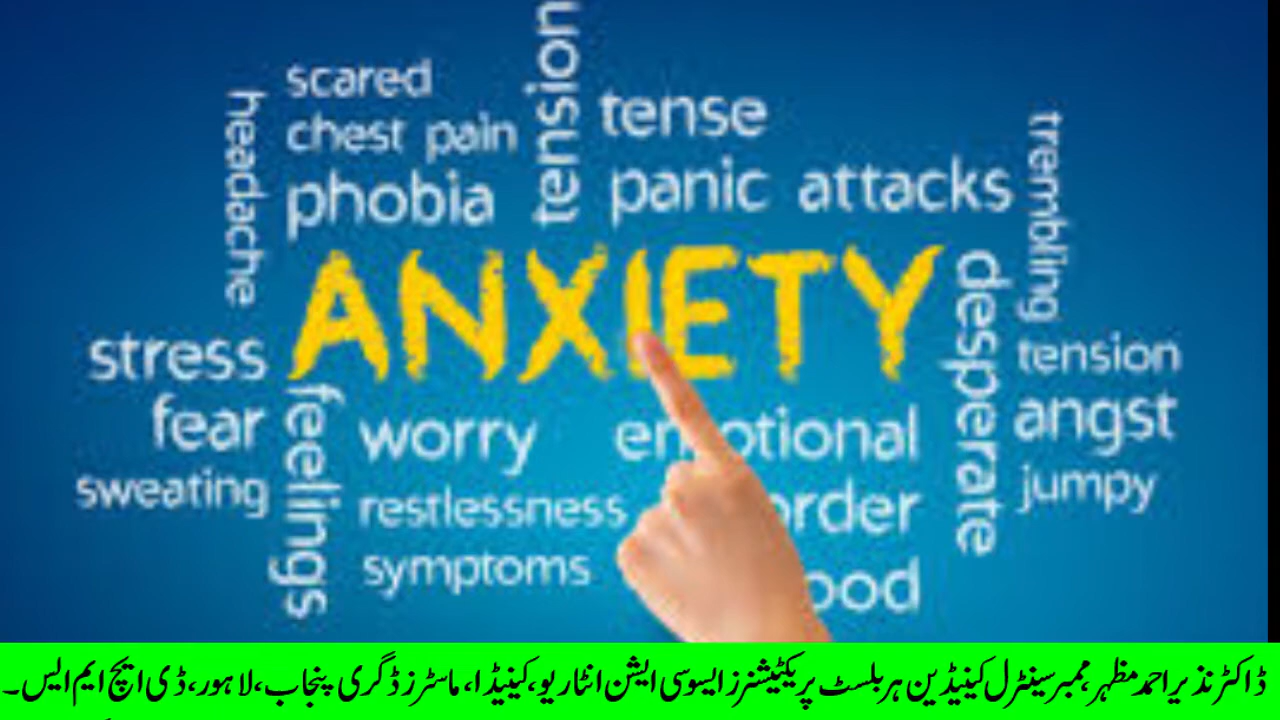 tension
scared
headache
chest pain
tense
trembling
phobia
panic attacks
ANXIETY
desperate
stress
tension
feelings
fear
worry
emotional
angst
sweating
restlessness
order
jumpy
symptoms
ood
ڈاکٹر نذیر احمد مظہر، ممبر سینٹرل کینیڈین ہربلسٹ پریکٹیشنرز ایسوسی ایشن انٹاریو، کینیڈا، ماسٹرز ڈگری پنجاب، لاہور، ڈی ایچ ایم ایس۔